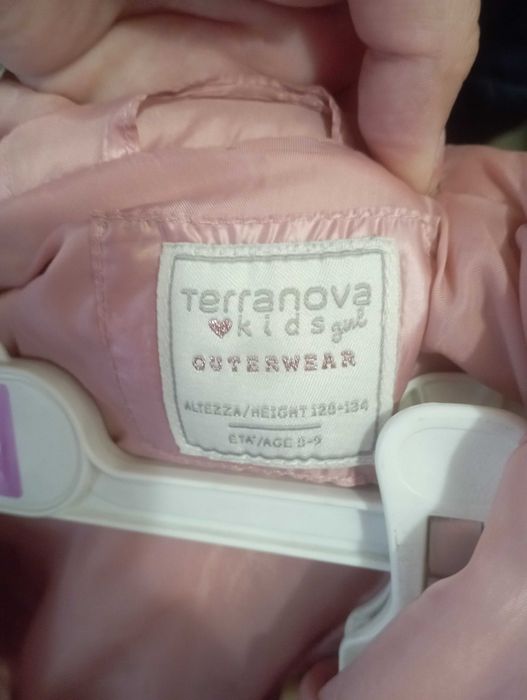 Terranova
kids girl
OUTERWEAR
ALTEZZA/HEIGHT 128-134
ETA'/AGE 8-9